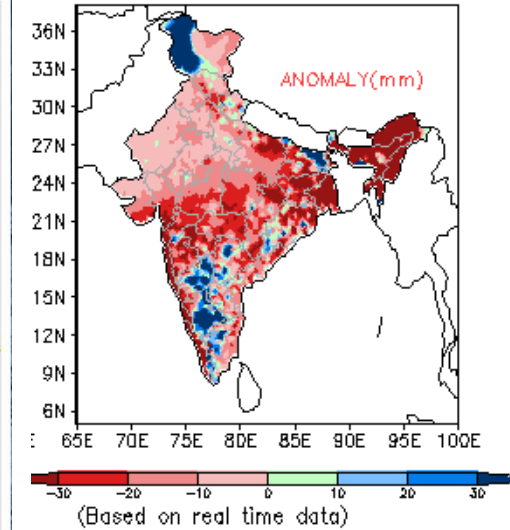 36N
33N
ANOMALY(mm)
30N
27N
24N
21N
18N
15N
12N
9N
6N
E 65E 70E 75E 80E 85E 90E 95E 100E
-30 -20 -10 0 10 20 30
(Based on real time data)